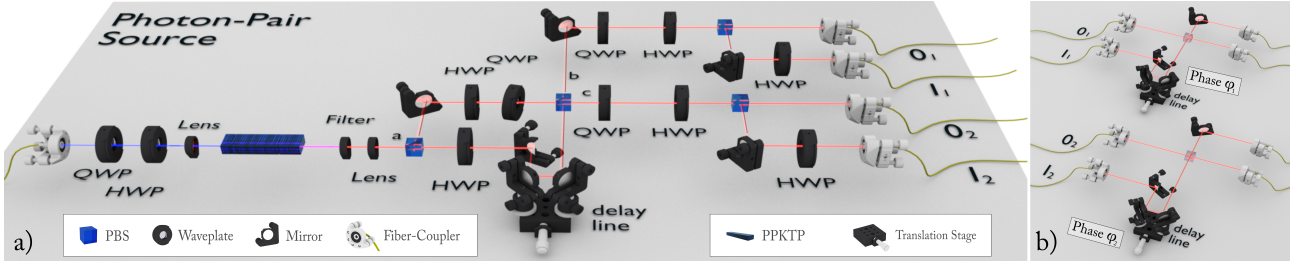 Photon-Pair
Source
QWP
HWP
Lens
Filter
Lens
a
HWP
HWP
QWP
b
c
QWP
HWP
HWP
QWP
HWP
HWP
O₁
I₁
O₂
I₂
delay
line
a)
PBS
Waveplate
Mirror
Fiber-Coupler
PPKTP
Translation Stage
O₁
I₁
Phase φ₁
delay
line
O₂
I₂
Phase φ₂
delay
line
b)